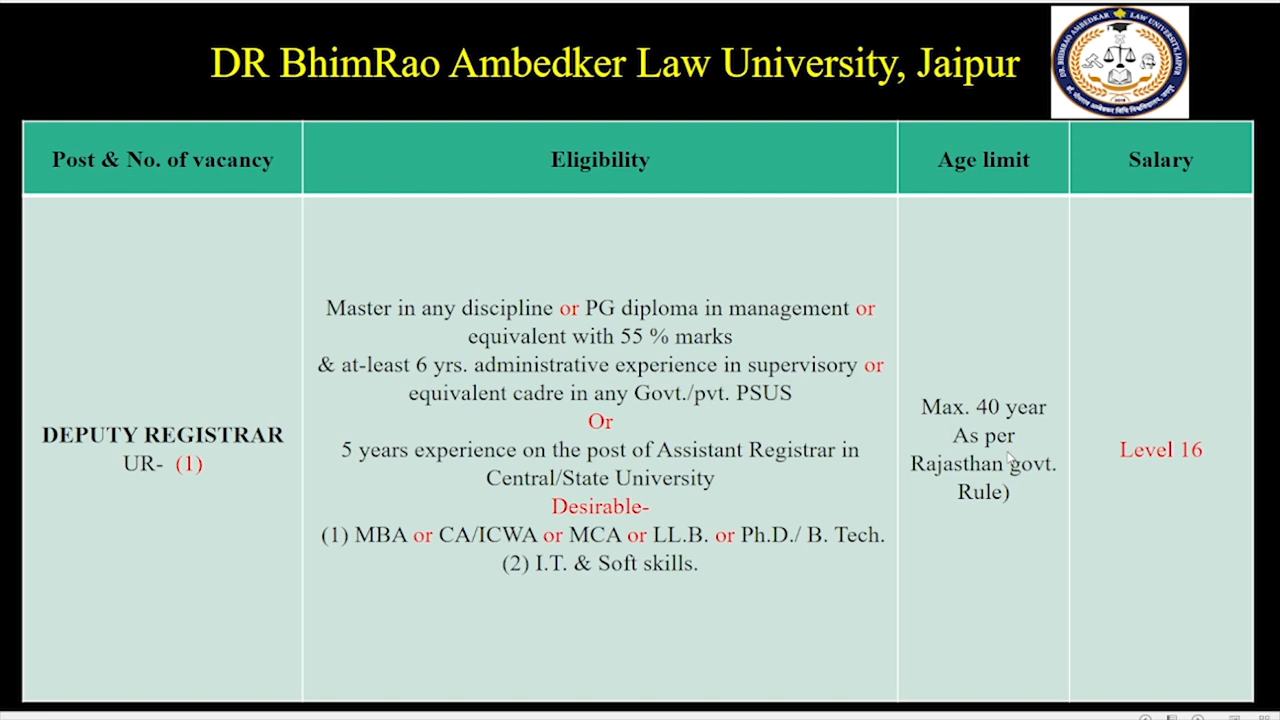 DR BhimRao Ambedker Law University, Jaipur
Post & No. of vacancy
Eligibility
Age limit
Salary
DEPUTY REGISTRAR
UR- (1)
Master in any discipline or PG diploma in management or
equivalent with 55 % marks
& at-least 6 yrs. administrative experience in supervisory or
equivalent cadre in any Govt./pvt. PSUS
Or
5 years experience on the post of Assistant Registrar in
Central/State University
Desirable-
(1) MBA or CA/ICWA or MCA or LL.B. or Ph.D./ B. Tech.
(2) I.T. & Soft skills.
Max. 40 year
As per
Rajasthan govt.
Rule)
Level 16